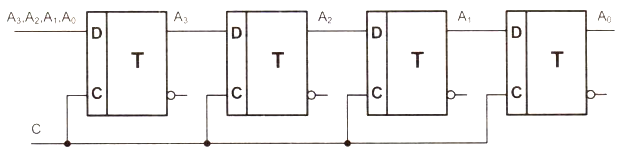 A₃,A₂,A₁,A₀ A₃ A₂ A₁ A₀
D T D T D T D T
C C C C
C